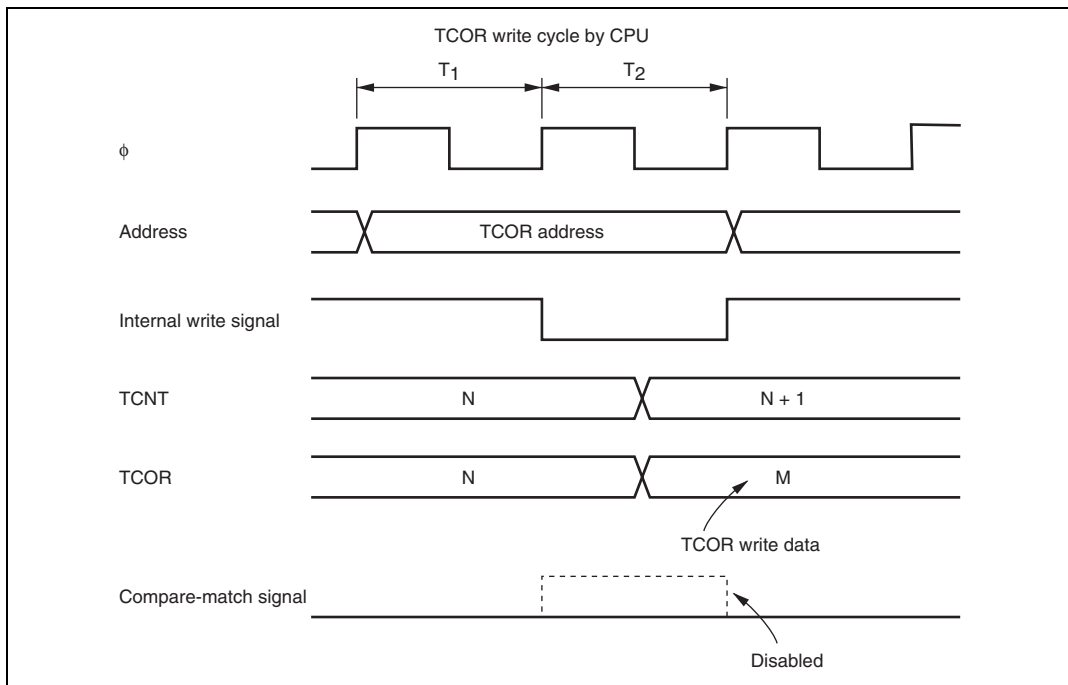 TCOR write cycle by CPU
T1 T2
φ
Address TCOR address
Internal write signal
TCNT N N + 1
TCOR N M
TCOR write data
Compare-match signal
Disabled